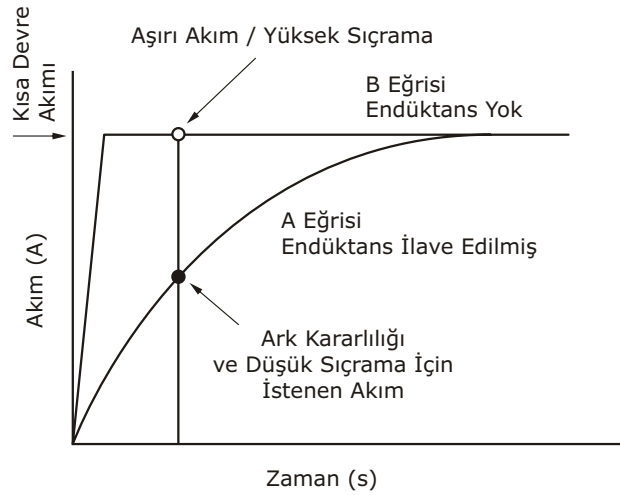 Aşırı Akım / Yüksek Sıçrama
Kısa Devre
Akımı
B Eğrisi
Endüktans Yok
A Eğrisi
Endüktans İlave Edilmiş
Akım (A)
Ark Kararlılığı
ve Düşük Sıçrama İçin
İstenen Akım
Zaman (s)